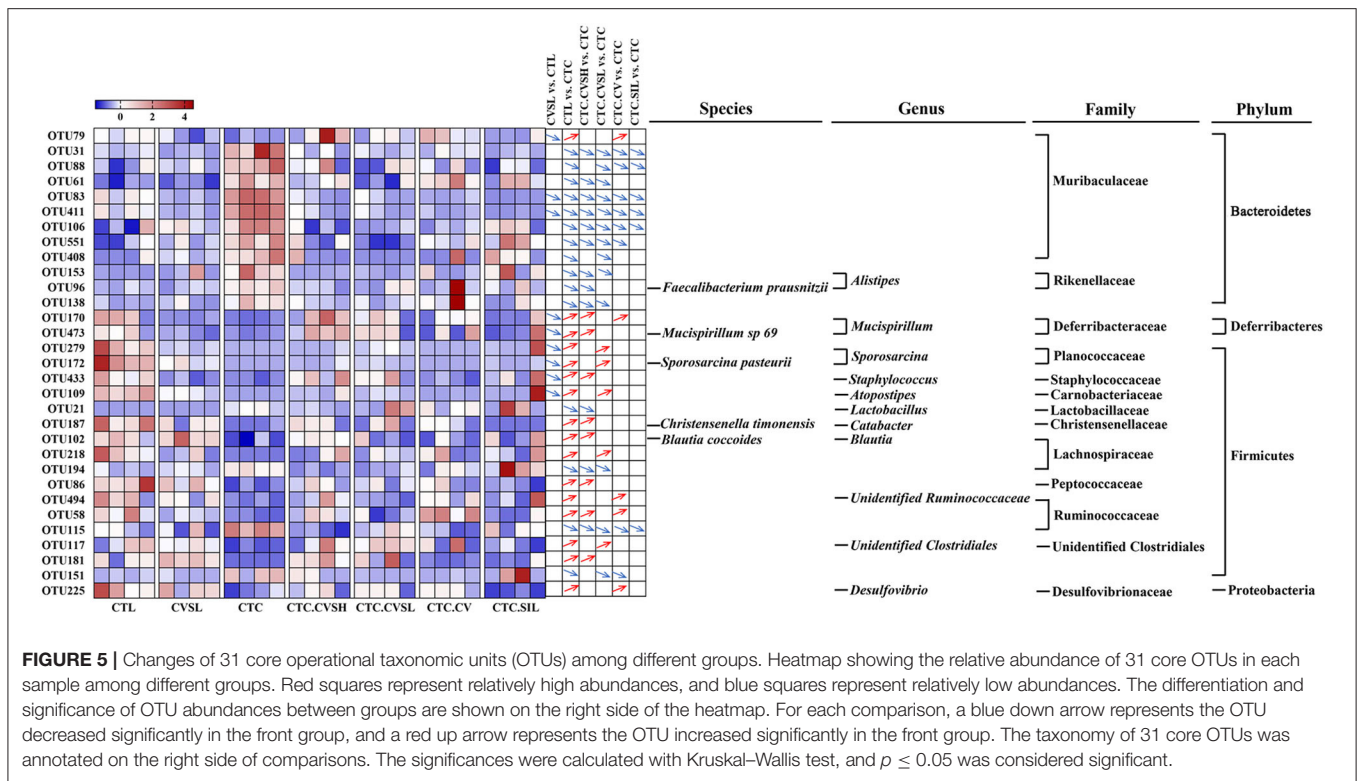 CVSL vs. CTL
CTL vs. CTC
CTC.CVSH vs. CTC
CTC.CVSL vs. CTC
CTC.CV vs. CTC
CTC.SIL vs. CTC
0 2 4
Species Genus Family Phylum
OTU79
OTU31
OTU88
OTU61
OTU83
OTU411
OTU106
OTU551
OTU408
OTU153
OTU96
OTU138
OTU170
OTU473
OTU279
OTU172
OTU433
OTU109
OTU21
OTU187
OTU102
OTU218
OTU194
OTU86
OTU494
OTU58
OTU115
OTU117
OTU181
OTU151
OTU225
CTL CVSL CTC CTC.CVSH CTC.CVSL CTC.CV CTC.SIL
Faecalibacterium prausnitzii
Mucispirillum sp 69
Sporosarcina pasteurii
Christensenella timonensis
Blautia coccoides
Alistipes
Mucispirillum
Sporosarcina
Staphylococcus
Atopostipes
Lactobacillus
Catabacter
Blautia
Unidentified Ruminococcaceae
Unidentified Clostridiales
Desulfovibrio
Muribaculaceae
Rikenellaceae
Deferribacteraceae
Planococcaceae
Staphylococcaceae
Carnobacteriaceae
Lactobacillaceae
Christensenellaceae
Lachnospiraceae
Peptococcaceae
Ruminococcaceae
Unidentified Clostridiales
Desulfovibrionaceae
Bacteroidetes
Deferribacteres
Firmicutes
Proteobacteria
FIGURE 5 | Changes of 31 core operational taxonomic units (OTUs) among different groups. Heatmap showing the relative abundance of 31 core OTUs in each
sample among different groups. Red squares represent relatively high abundances, and blue squares represent relatively low abundances. The differentiation and
significance of OTU abundances between groups are shown on the right side of the heatmap. For each comparison, a blue down arrow represents the OTU
decreased significantly in the front group, and a red up arrow represents the OTU increased significantly in the front group. The taxonomy of 31 core OTUs was
annotated on the right side of comparisons. The significances were calculated with Kruskal–Wallis test, and p ≤ 0.05 was considered significant.